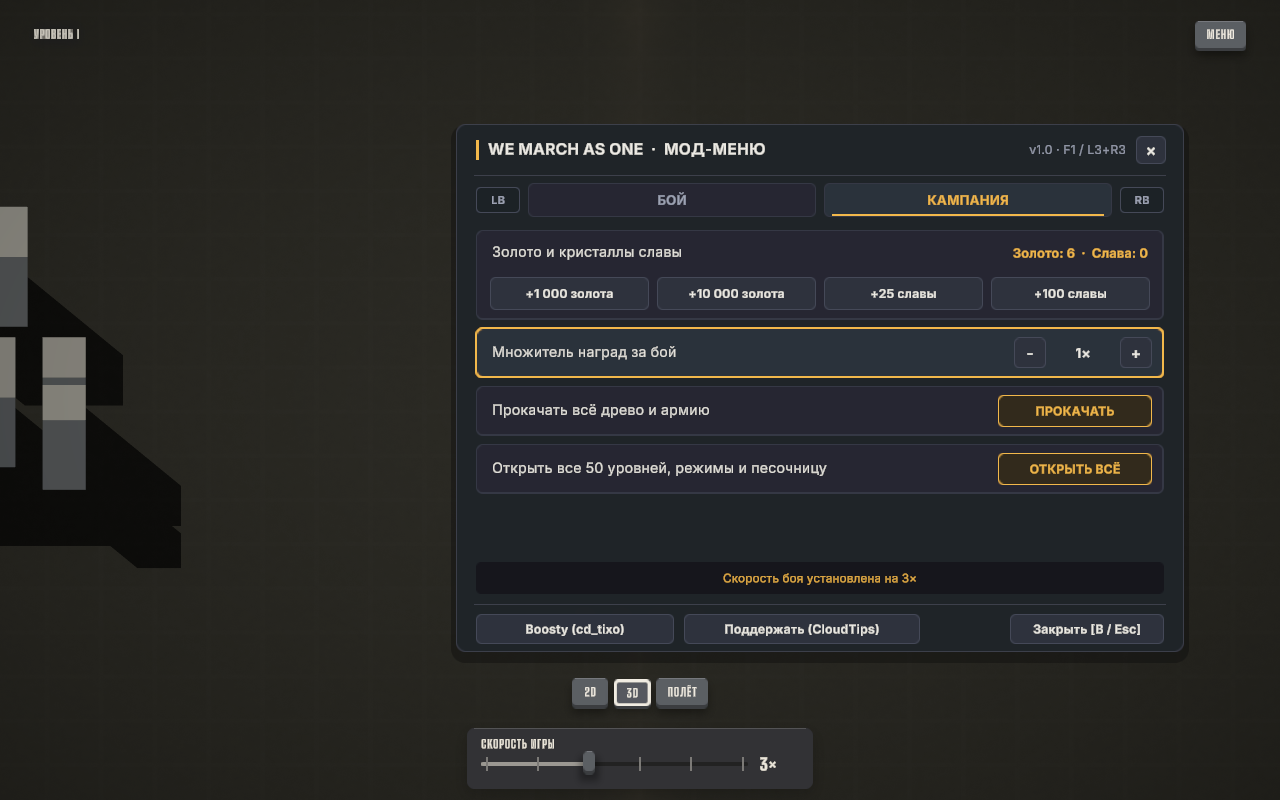 УРОВЕНЬ 1
МЕНЮ
WE MARCH AS ONE · МОД-МЕНЮ
v1.0 · F1 / L3+R3
×
LB
БОЙ
КАМПАНИЯ
RB
Золото и кристаллы славы
Золото: 6 · Слава: 0
+1 000 золота
+10 000 золота
+25 славы
+100 славы
Множитель наград за бой
-
1×
+
Прокачать всё древо и армию
ПРОКАЧАТЬ
Открыть все 50 уровней, режимы и песочницу
ОТКРЫТЬ ВСЁ
Скорость боя установлена на 3×
Boosty (cd_tixo)
Поддержать (CloudTips)
Закрыть [B / Esc]
2D
3D
ПОЛЁТ
СКОРОСТЬ ИГРЫ
3×